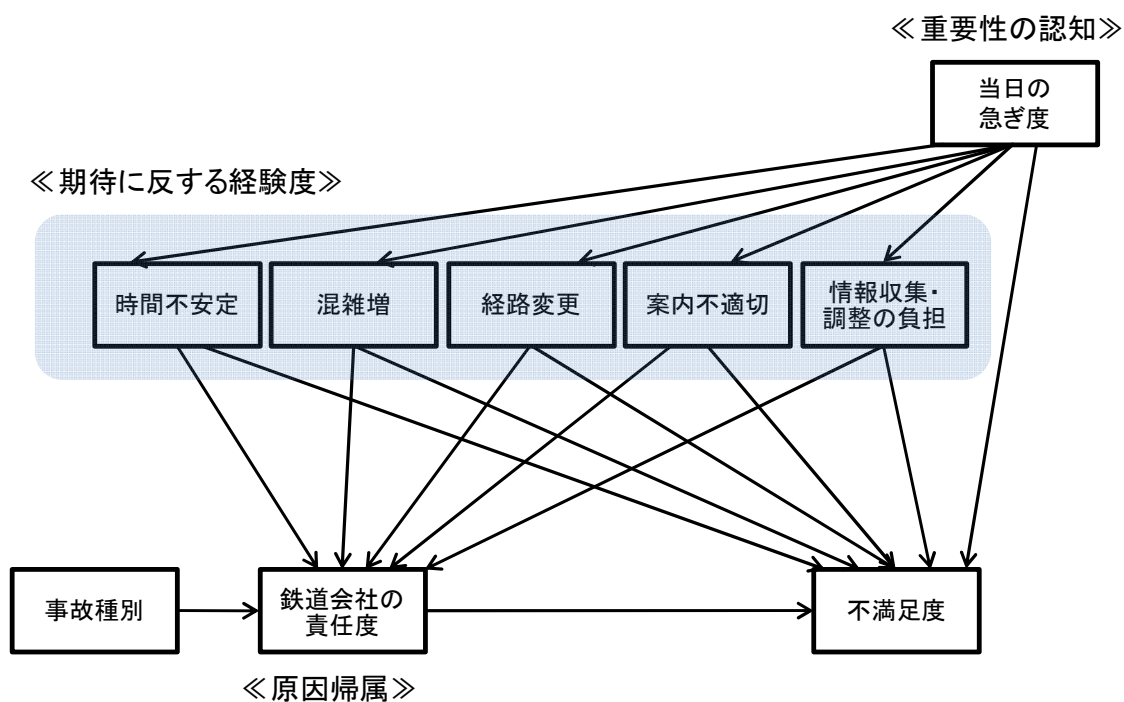 ≪重要性の認知≫
当日の
急ぎ度
≪期待に反する経験度≫
時間不安定
混雑増
経路変更
案内不適切
情報収集・
調整の負担
事故種別
鉄道会社の
責任度
不満足度
≪原因帰属≫